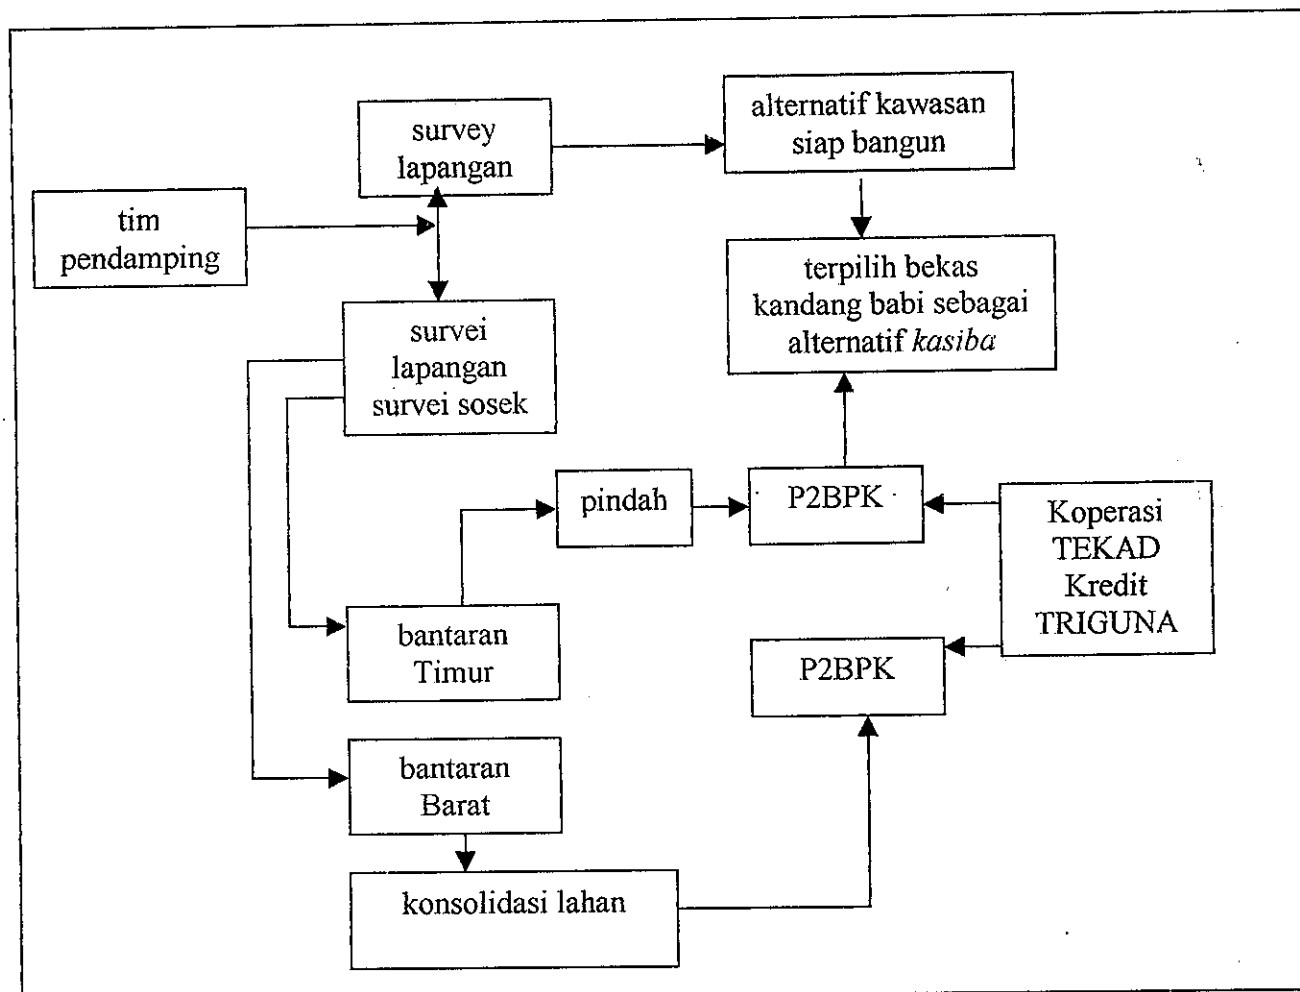 survey
lapangan
alternatif kawasan
siap bangun
tim
pendamping
terpilih bekas
kandang babi sebagai
alternatif kasiba
survei
lapangan
survei sosek
pindah
P2BPK
Koperasi
TEKAD
Kredit
TRIGUNA
bantaran
Timur
P2BPK
bantaran
Barat
konsolidasi lahan